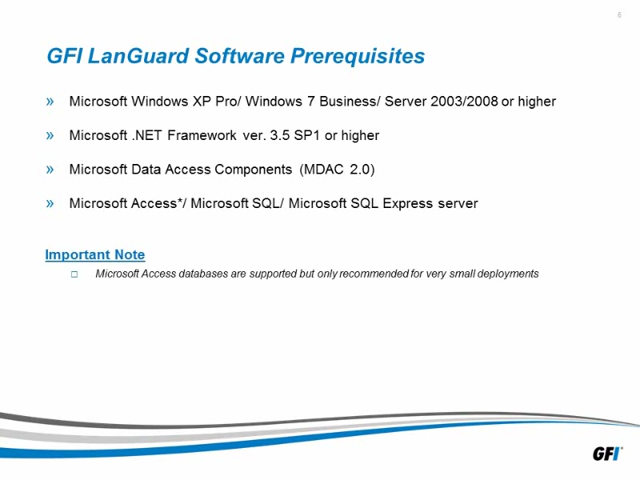 6
GFI LanGuard Software Prerequisites
» Microsoft Windows XP Pro/ Windows 7 Business/ Server 2003/2008 or higher
» Microsoft .NET Framework ver. 3.5 SP1 or higher
» Microsoft Data Access Components (MDAC 2.0)
» Microsoft Access*/ Microsoft SQL/ Microsoft SQL Express server
Important Note
□ Microsoft Access databases are supported but only recommended for very small deployments
GFI